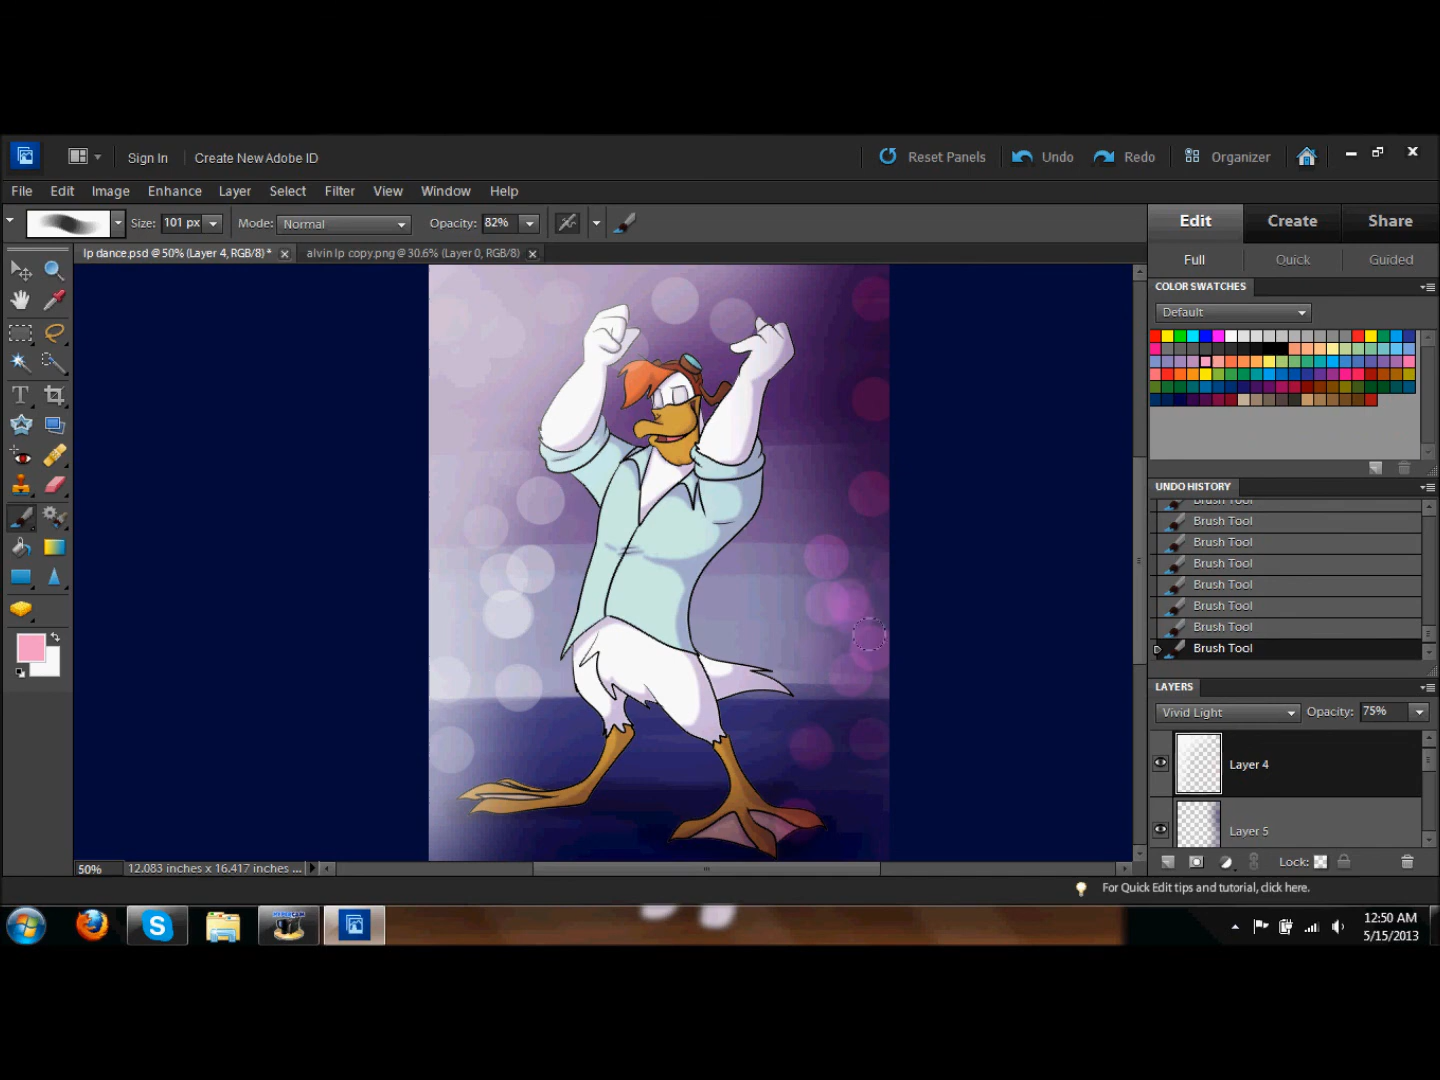 Sign In
Create New Adobe ID
Reset Panels
Undo
Redo
Organizer
File Edit Image Enhance Layer Select Filter View Window Help
Size: 101 px
Mode: Normal
Opacity: 82%
Edit
Create
Share
lp dance.psd @ 50% (Layer 4, RGB/8) *
alvin lp copy.png @ 30.6% (Layer 0, RGB/8)
Full
Quick
Guided
COLOR SWATCHES
Default
UNDO HISTORY
Brush Tool
Brush Tool
Brush Tool
Brush Tool
Brush Tool
Brush Tool
Brush Tool
Brush Tool
LAYERS
Vivid Light
Opacity: 75%
Layer 4
Layer 5
Lock:
50%
12.083 inches x 16.417 inches ...
For Quick Edit tips and tutorial, click here.
HYPERCAM
12:50 AM
5/15/2013